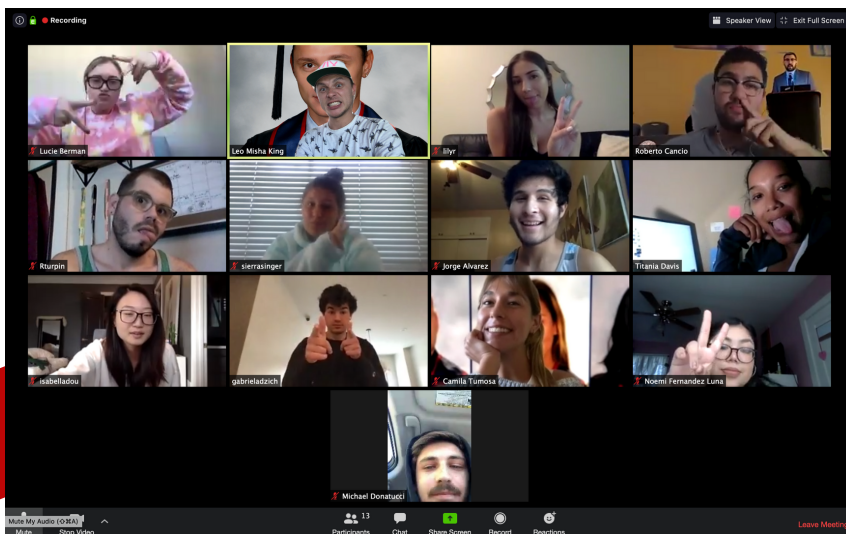 Recording
Speaker View
Exit Full Screen
Lucie Berman
Leo Misha King
lilyr
Roberto Cancio
Rturpin
sierrasinger
Jorge Alvarez
Titania Davis
isabelladou
gabrieladzich
Camila Tumosa
Noemi Fernandez Luna
Michael Donatucci
Mute My Audio (⇧⌘A)
13
Mute
Stop Video
Participants
Chat
Share Screen
Record
Reactions
Leave Meeting